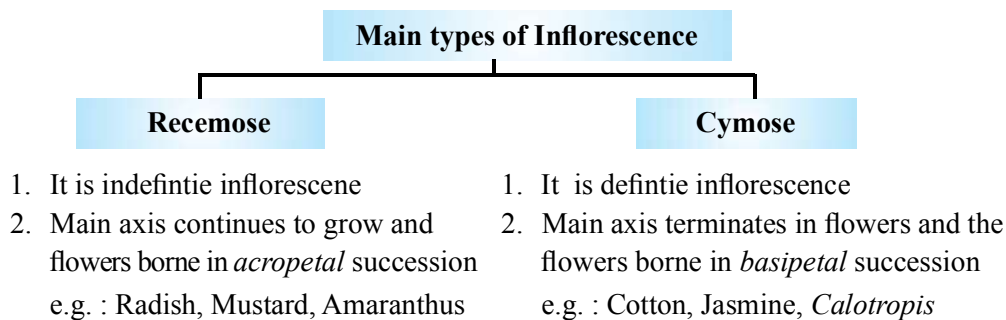 Main types of Inflorescence
Recemose
1. It is indefintie inflorescene
2. Main axis continues to grow and
flowers borne in acropetal succession
e.g. : Radish, Mustard, Amaranthus
Cymose
1. It is defintie inflorescence
2. Main axis terminates in flowers and the
flowers borne in basipetal succession
e.g. : Cotton, Jasmine, Calotropis